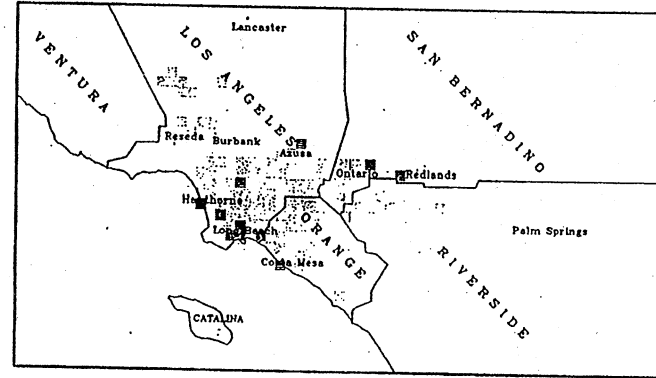 Lancaster
VENTURA
LOS ANGELES
SAN BERNADINO
Reseda
Burbank
Azusa
Ontario
Redlands
Hawthorne
Long Beach
ORANGE
Costa Mesa
Palm Springs
RIVERSIDE
CATALINA